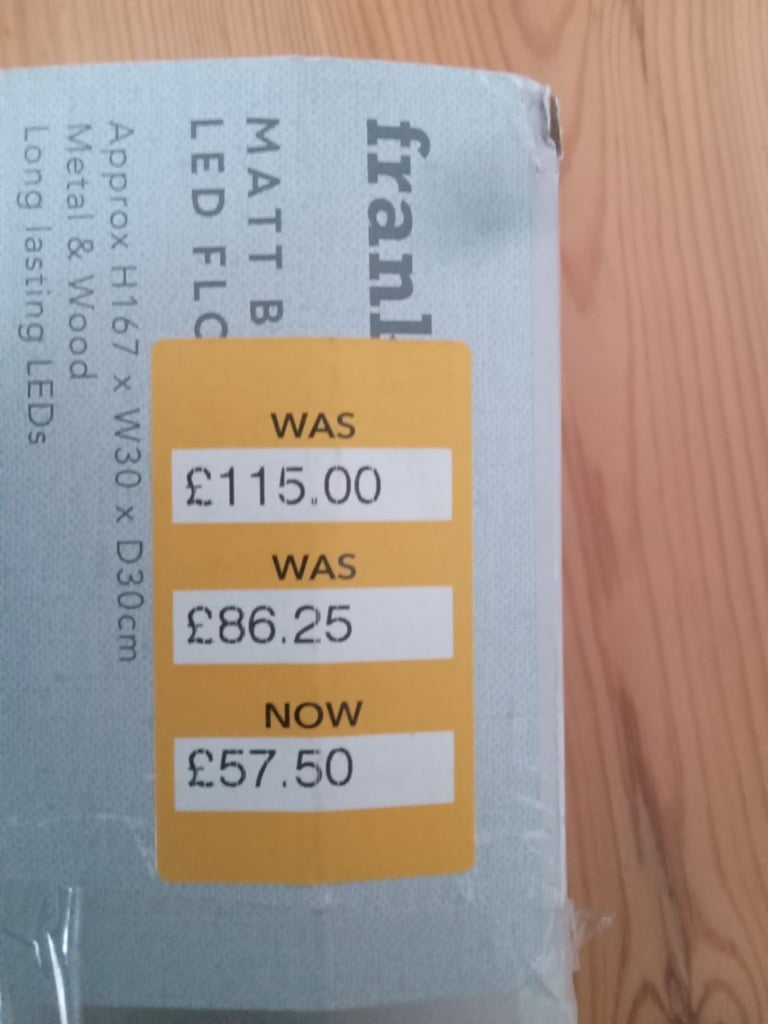 MATT B
LED FLO
Approx H167 x W30 x D30cm
Metal & Wood
Long lasting LEDs
WAS
£115.00
WAS
£86.25
NOW
£57.50